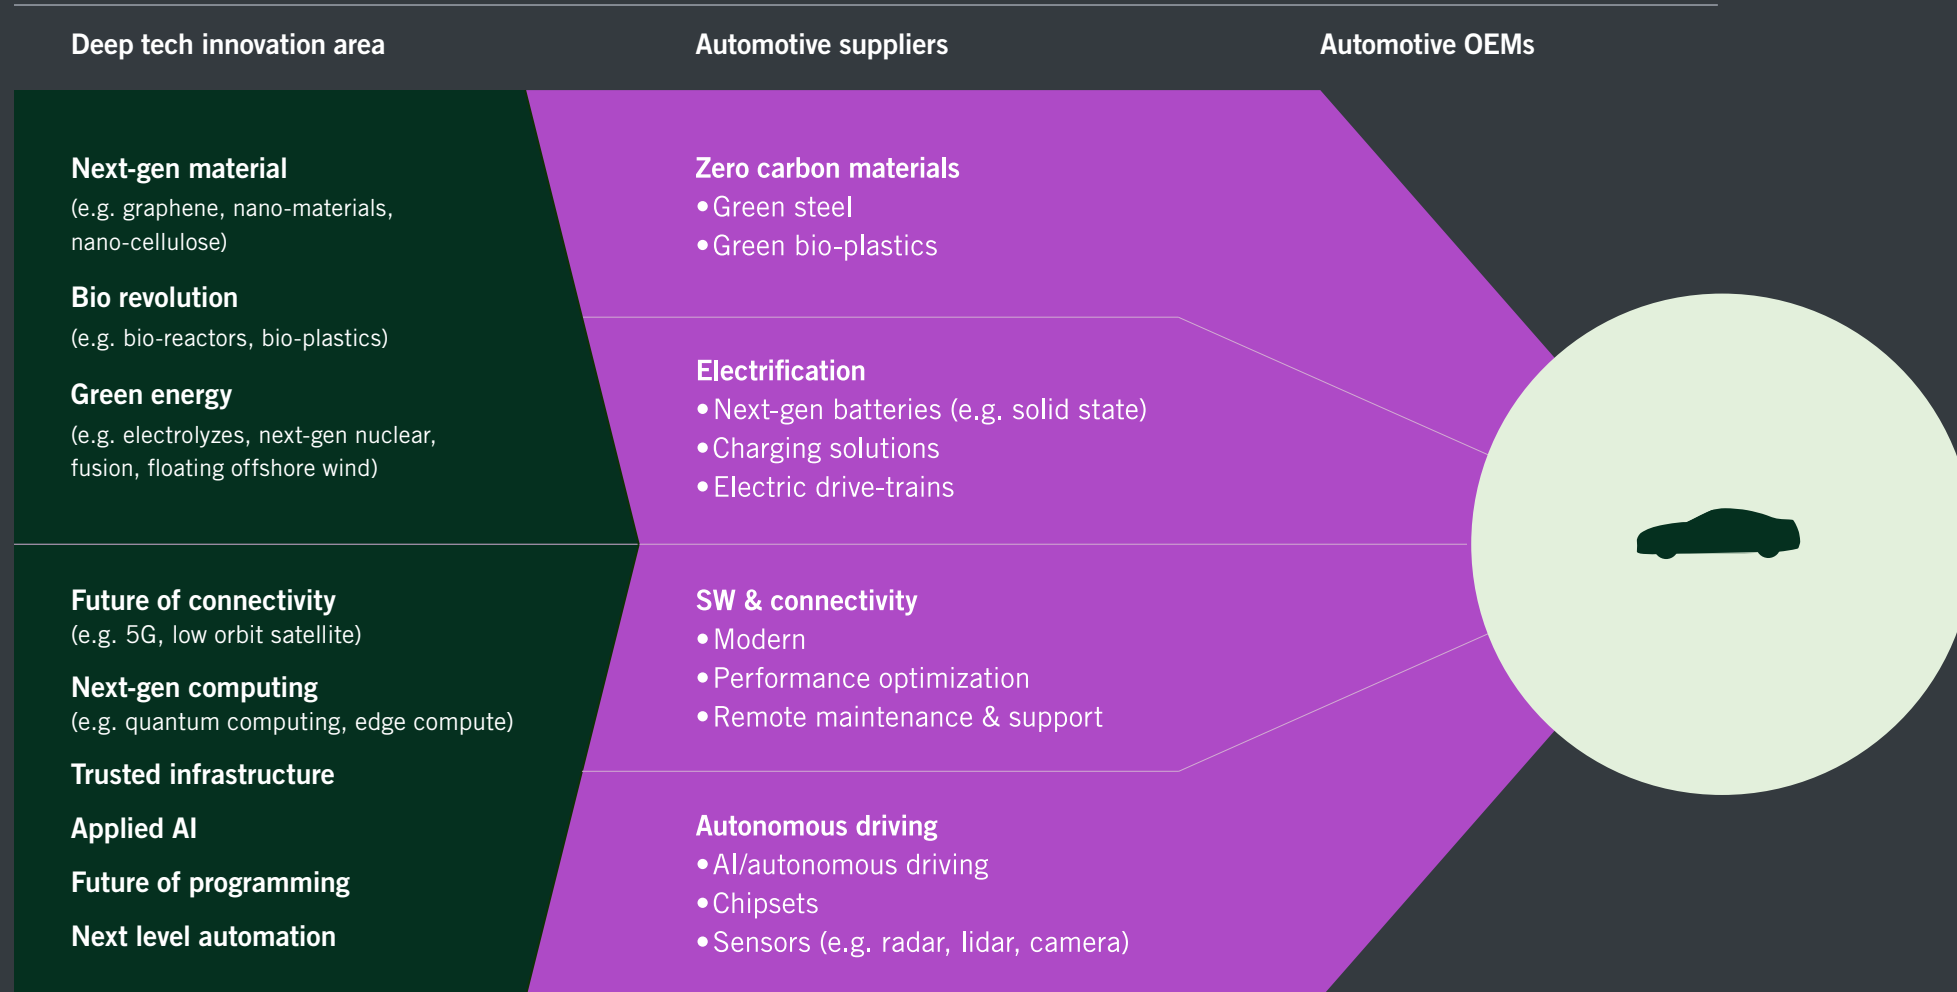 Deep tech innovation area
Automotive suppliers
Automotive OEMs
Next-gen material
(e.g. graphene, nano-materials,
nano-cellulose)
Bio revolution
(e.g. bio-reactors, bio-plastics)
Green energy
(e.g. electrolyzes, next-gen nuclear,
fusion, floating offshore wind)
Future of connectivity
(e.g. 5G, low orbit satellite)
Next-gen computing
(e.g. quantum computing, edge compute)
Trusted infrastructure
Applied AI
Future of programming
Next level automation
Zero carbon materials
• Green steel
• Green bio-plastics
Electrification
• Next-gen batteries (e.g. solid state)
• Charging solutions
• Electric drive-trains
SW & connectivity
• Modern
• Performance optimization
• Remote maintenance & support
Autonomous driving
• AI/autonomous driving
• Chipsets
• Sensors (e.g. radar, lidar, camera)